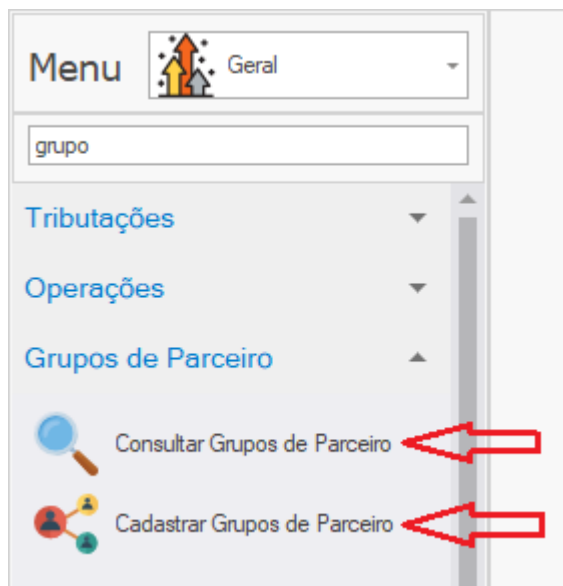 Menu Geral
grupo
Tributações
Operações
Grupos de Parceiro
Consultar Grupos de Parceiro
Cadastrar Grupos de Parceiro